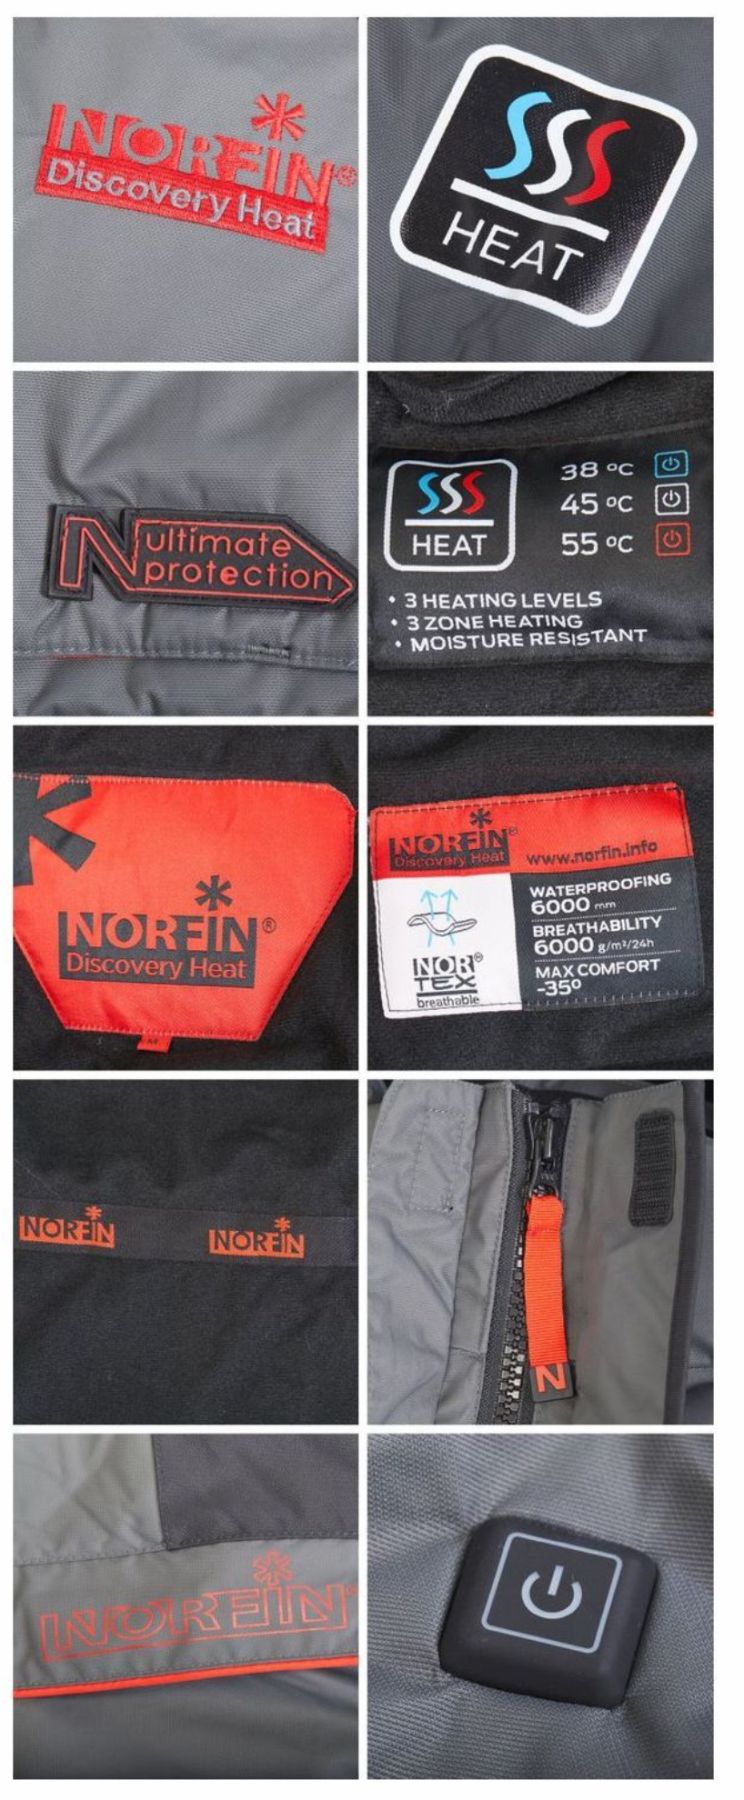 NORFIN®
Discovery Heat
SSS
HEAT
N ultimate
protection
SSS
HEAT
38 ºC
45 ºC
55 ºC
• 3 HEATING LEVELS
• 3 ZONE HEATING
• MOISTURE RESISTANT
NORFIN®
Discovery Heat
M
NORFIN®
Discovery Heat
www.norfin.info
NOR®
TEX
breathable
WATERPROOFING
6000 mm
BREATHABILITY
6000 g/m²/24h
MAX COMFORT
-35º
NORFIN NORFIN
N
NORFIN®